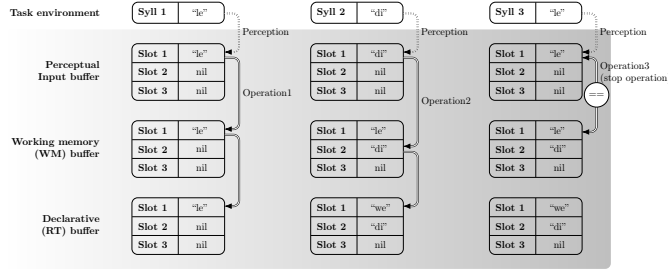 Task environment
Syll 1 "le"
Syll 2 "di"
Syll 3 "le"
Perception
Perception
Perception
Perceptual
Input buffer
Slot 1 "le"
Slot 2 nil
Slot 3 nil
Slot 1 "di"
Slot 2 nil
Slot 3 nil
Slot 1 "le"
Slot 2 nil
Slot 3 nil
Operation1
Operation2
Operation3
(stop operation
==
Working memory
(WM) buffer
Slot 1 "le"
Slot 2 nil
Slot 3 nil
Slot 1 "le"
Slot 2 "di"
Slot 3 nil
Slot 1 "le"
Slot 2 "di"
Slot 3 nil
Declarative
(RT) buffer
Slot 1 "le"
Slot 2 nil
Slot 3 nil
Slot 1 "we"
Slot 2 "di"
Slot 3 nil
Slot 1 "we"
Slot 2 "di"
Slot 3 nil